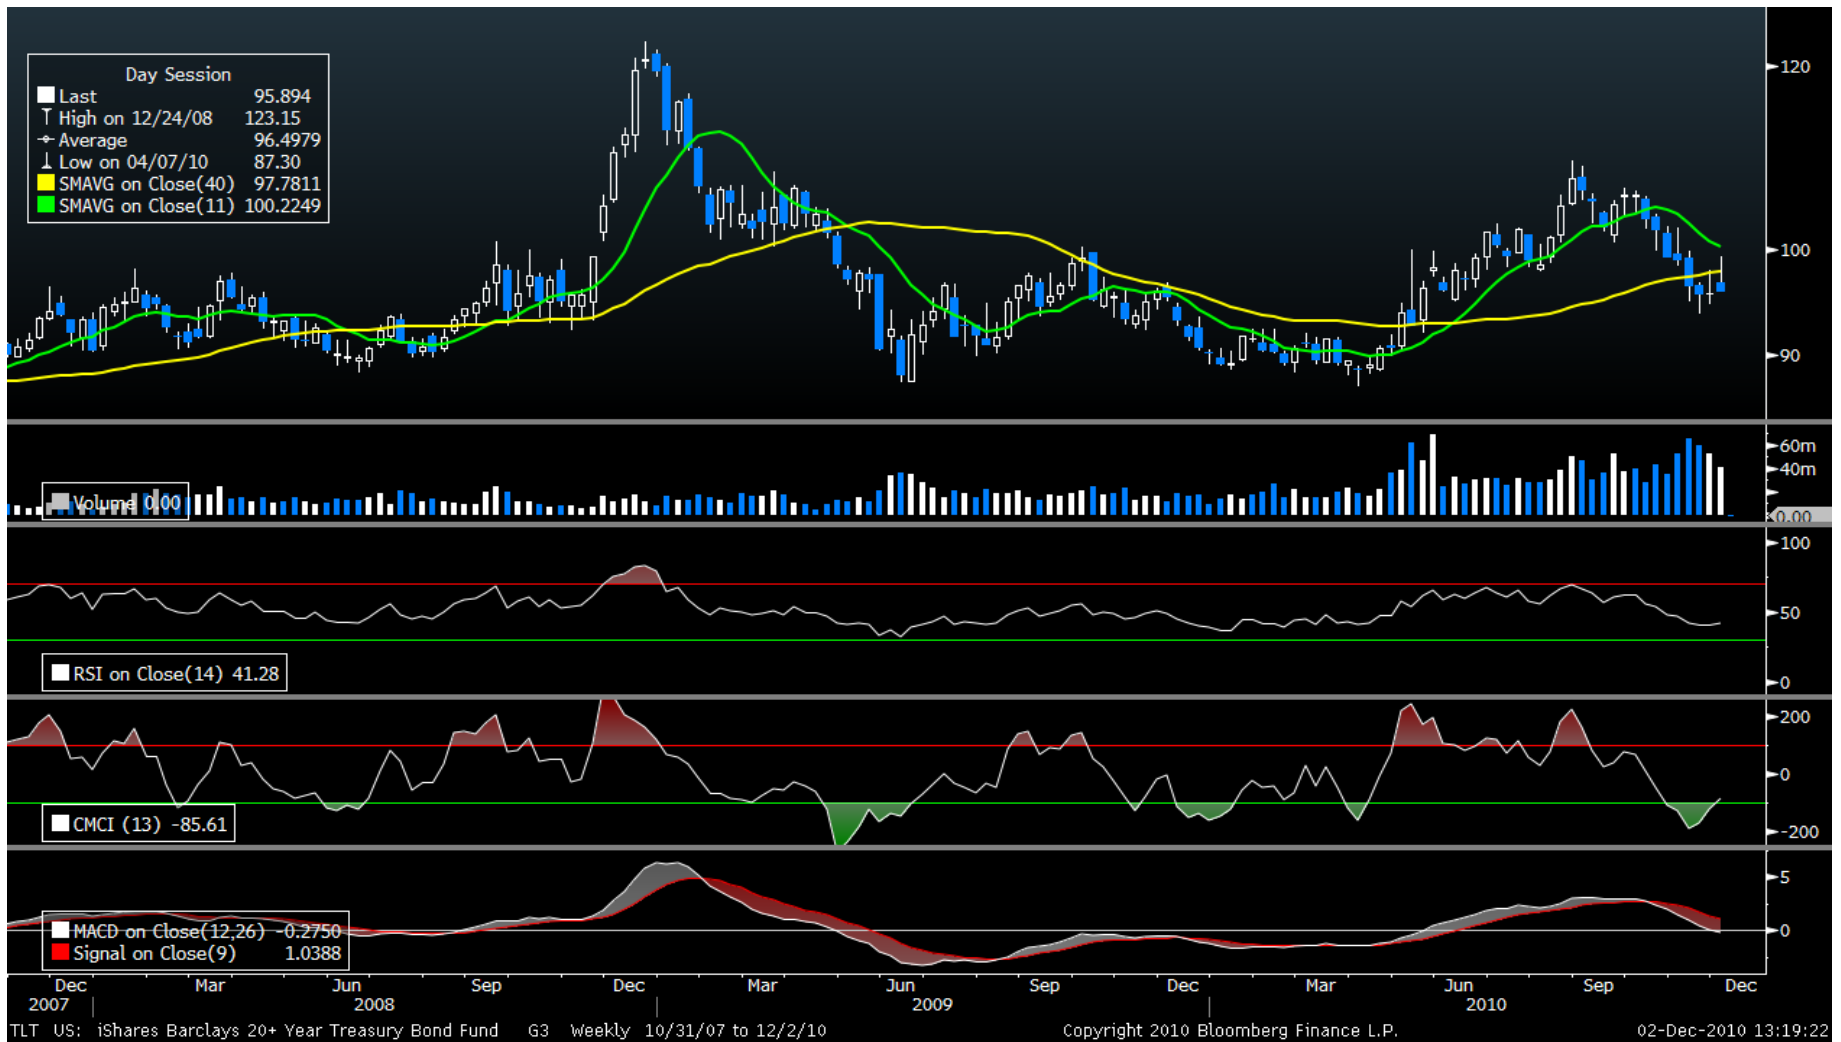 Day Session
Last 95.894
High on 12/24/08 123.15
Average 96.4979
Low on 04/07/10 87.30
SMAVG on Close(40) 97.7811
SMAVG on Close(11) 100.2249
120
100
90
60m
40m
Volume 0.00
0.00
100
50
RSI on Close(14) 41.28
0
200
0
CMCI (13) -85.61
-200
5
MACD on Close(12,26) -0.2750
0
Signal on Close(9) 1.0388
Dec Mar Jun Sep Dec Mar Jun Sep Dec Mar Jun Sep Dec
2007 2008 2009 2010
TLT US: iShares Barclays 20+ Year Treasury Bond Fund G3 Weekly 10/31/07 to 12/2/10 Copyright 2010 Bloomberg Finance L.P. 02-Dec-2010 13:19:22